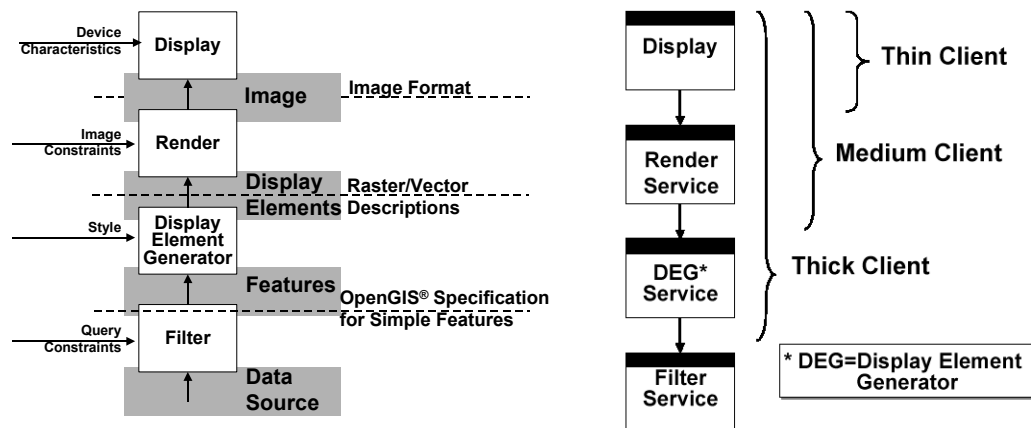 Device
Characteristics
Display
Image
Image Format
Image
Constraints
Render
Display
Elements
Raster/Vector
Descriptions
Style
Display
Element
Generator
Features
OpenGIS® Specification
for Simple Features
Query
Constraints
Filter
Data
Source
Display
Render
Service
DEG*
Service
Filter
Service
Thin Client
Medium Client
Thick Client
* DEG=Display Element
Generator